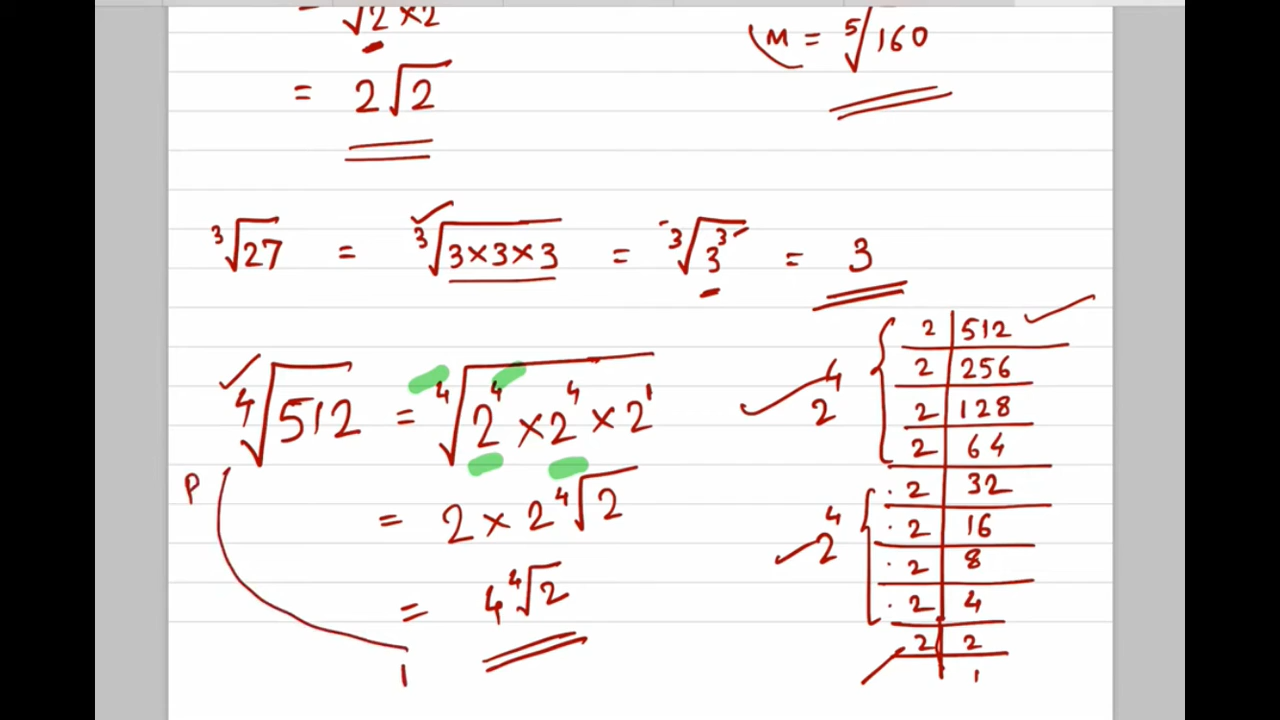 = √2 × 2
= 2√2
M = ⁵√160
³√27 = ³√3×3×3 = ³√3³ = 3
⁴√512 = ⁴√2⁴ × 2⁴ × 2¹
= 2 × 2 ⁴√2
= 4 ⁴√2
P
1
2 | 512
2 | 256
2 | 128
2 | 64
2⁴
2 | 32
2 | 16
2 | 8
2 | 4
2⁴
2 | 2
1